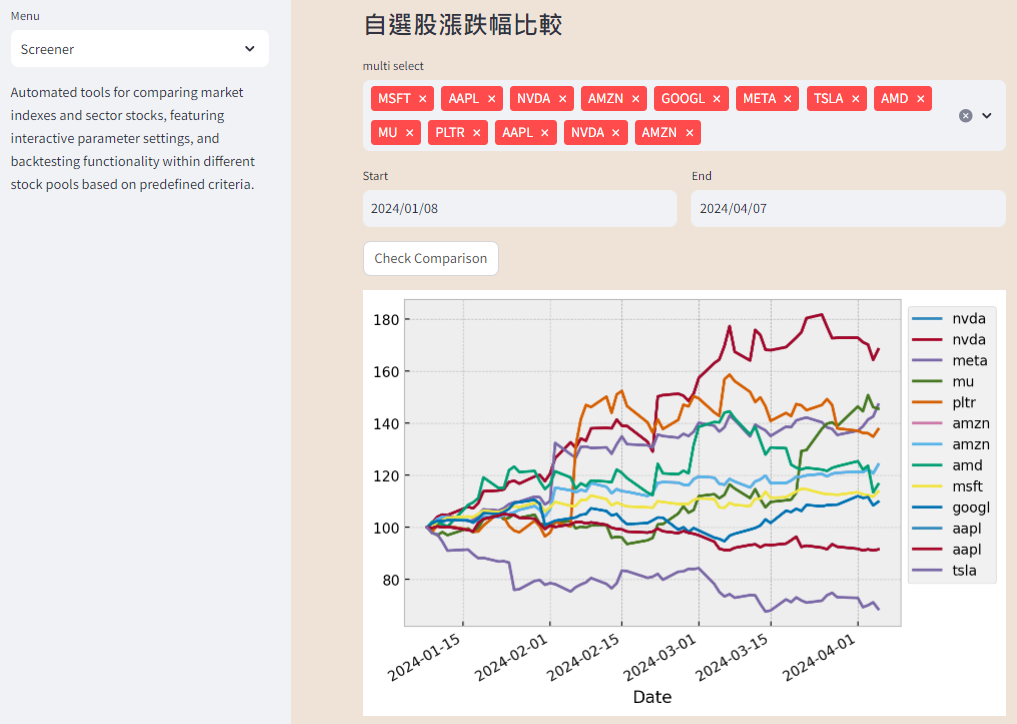 Menu
Screener
Automated tools for comparing market
indexes and sector stocks, featuring
interactive parameter settings, and
backtesting functionality within different
stock pools based on predefined criteria.
自選股漲跌幅比較
multi select
MSFT × AAPL × NVDA × AMZN × GOOGL × META × TSLA × AMD ×
MU × PLTR × AAPL × NVDA × AMZN ×
Start
End
2024/01/08
2024/04/07
Check Comparison
180
160
140
120
100
80
2024-01-15
2024-02-01
2024-02-15
2024-03-01
2024-03-15
2024-04-01
Date
nvda
nvda
meta
mu
pltr
amzn
amzn
amd
msft
googl
aapl
aapl
tsla